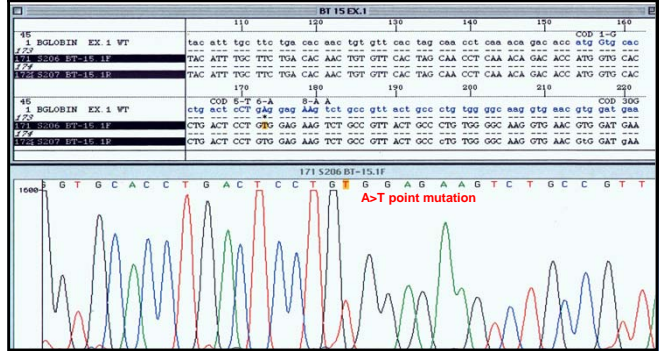 BT 15 EX.1
110 120 130 140 150 160
45 COD 1-G
1 BGLOBIN EX.1 WT tac att tgc ttc tga cac aac tgt gtt cac tag caa cct caa aca gac acc atg Gtg cac
173
171 S206 BT-15.1F TAC ATT TGC TTC TGA CAC AAC TGT GTT CAC TAG CAA CCT CAA ACA GAC ACC ATG GTG CAC
174
172 S207 BT-15.1R TAC ATT TGC TTC TGA CAC AAC TGT GTT CAC TAG CAA CCT CAA ACA GAC ACC ATG GTG CAC
170 180 190 200 210 220
45 COD 5-T 6-A 8-A A COD 30G
1 BGLOBIN EX.1 WT ctg act ccT gAg gag AAg tct gcc gtt act gcc ctg tgg ggc aag gtg aac gtg gat gaa
173
171 S206 BT-15.1F CTG ACT CCT GTG GAG AAG TCT GCC GTT ACT GCC CTG TGG GGC AAG GTG AAC GTG GAT GAA
174
172 S207 BT-15.1R CTG ACT CCT GTG GAG AAG TCT GCC GTT ACT GCC cTG TGG GGC AAG GTG AAC GtG GAT gAA
171 S206 BT-15.1F
1600 G G T G C A C C T G A C T C C T G T G G A G A A G T C T G C C G T T
A>T point mutation